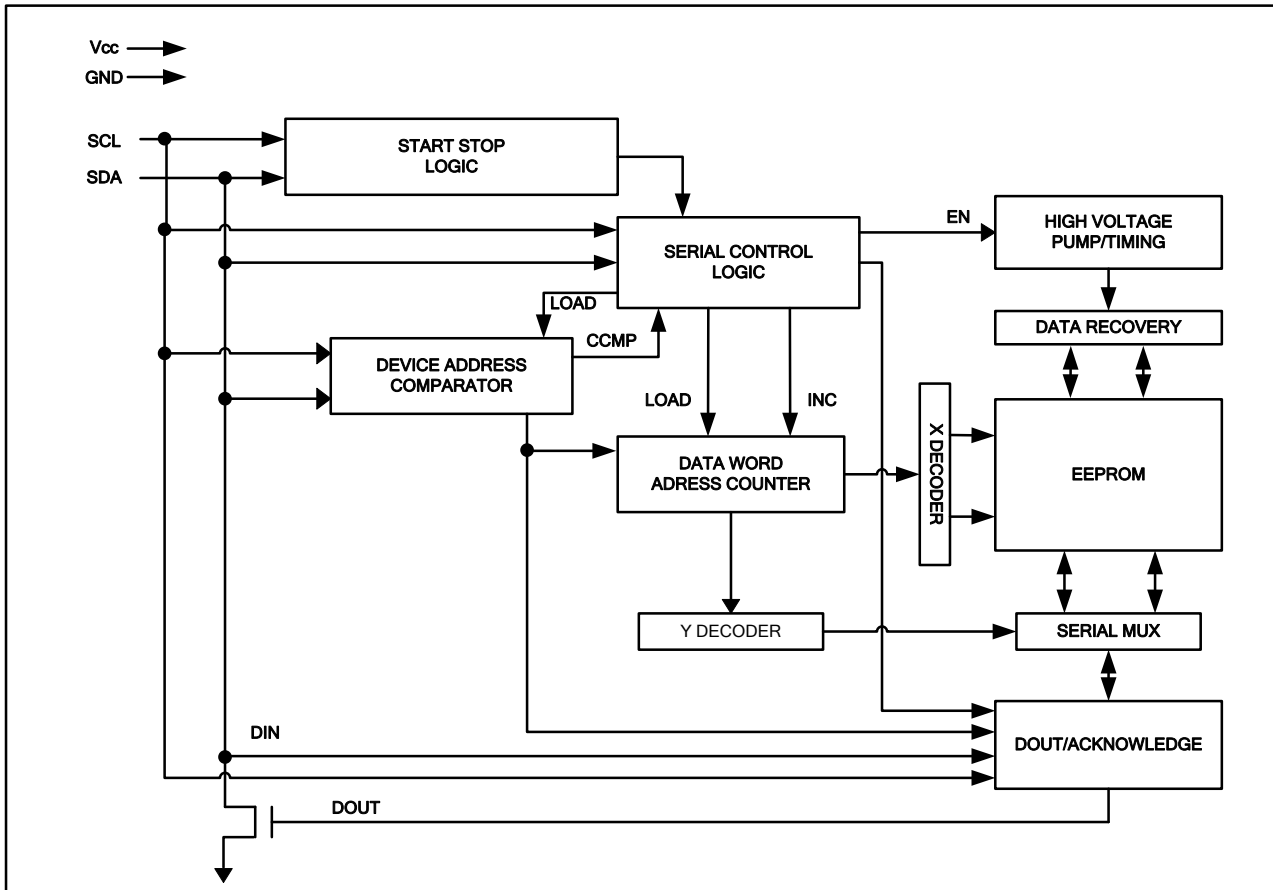 Vcc
GND
SCL
SDA
START STOP
LOGIC
SERIAL CONTROL
LOGIC
EN
HIGH VOLTAGE
PUMP/TIMING
LOAD
CCMP
DATA RECOVERY
DEVICE ADDRESS
COMPARATOR
LOAD
INC
X DECODER
DATA WORD
ADRESS COUNTER
EEPROM
Y DECODER
SERIAL MUX
DIN
DOUT/ACKNOWLEDGE
DOUT